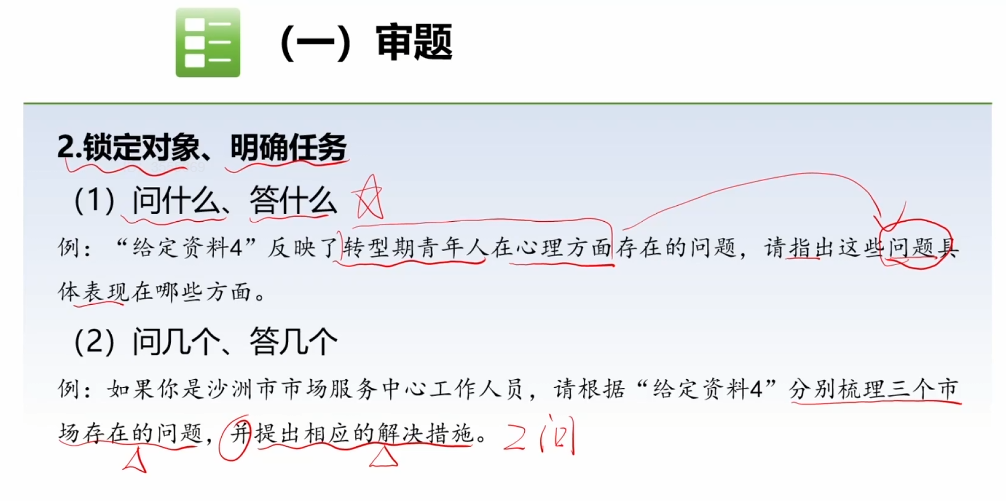 （一）审题
2.锁定对象、明确任务
（1）问什么、答什么
例：“给定资料4”反映了转型期青年人在心理方面存在的问题，请指出这些问题具
体表现在哪些方面。
（2）问几个、答几个
例：如果你是沙洲市市场服务中心工作人员，请根据“给定资料4”分别梳理三个市
场存在的问题，并提出相应的解决措施。 2问